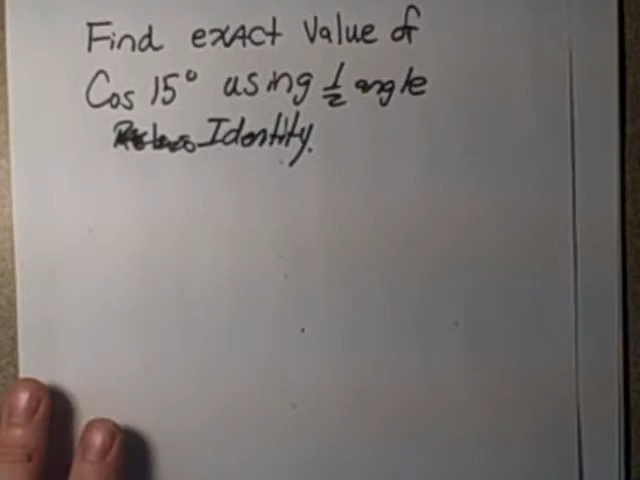 Find exact Value of
Cos 15° using 1/2 angle
Identity.